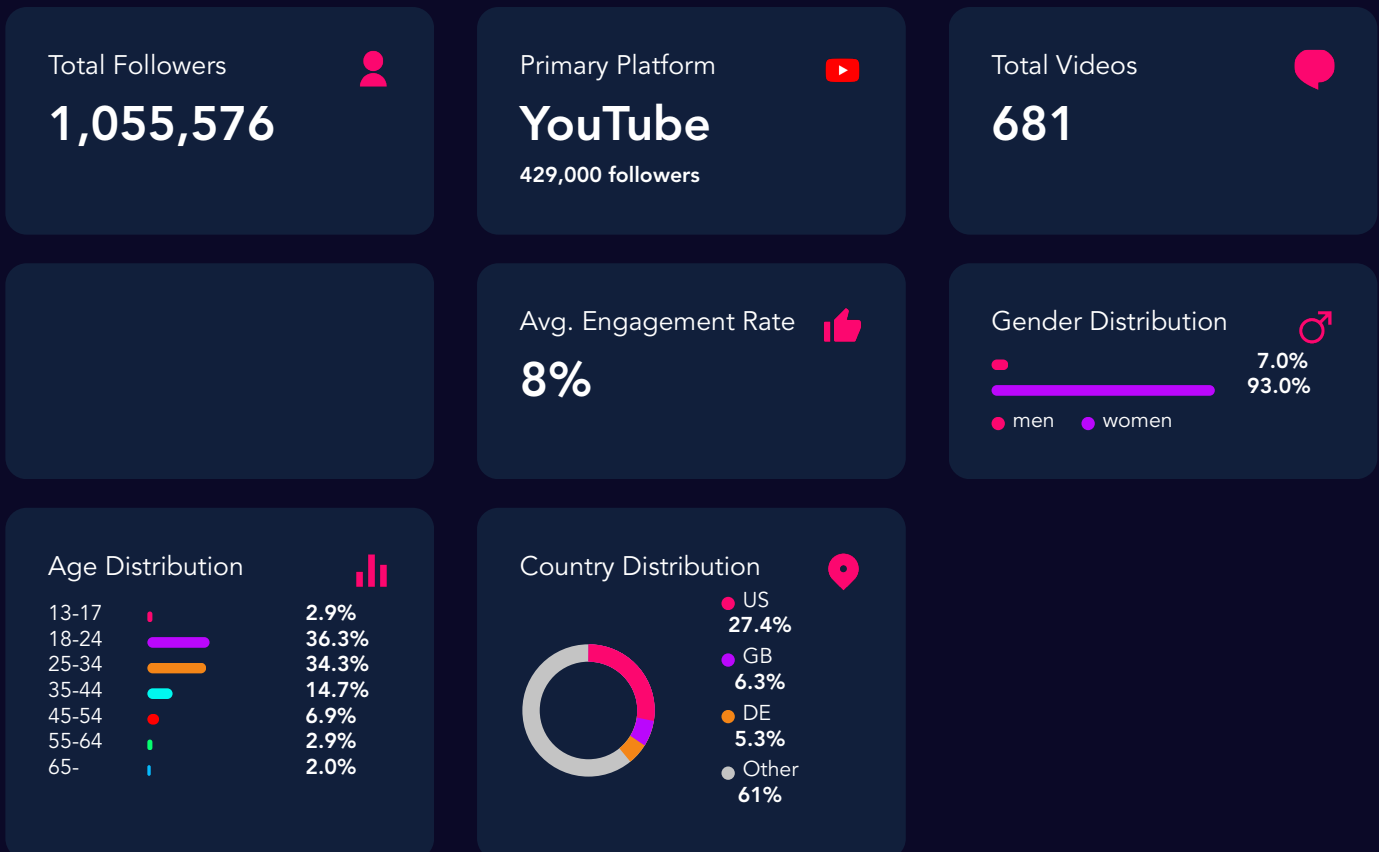 Total Followers
1,055,576
Primary Platform
YouTube
429,000 followers
Total Videos
681
Avg. Engagement Rate
8%
Gender Distribution
7.0%
93.0%
men women
Age Distribution
13-17 2.9%
18-24 36.3%
25-34 34.3%
35-44 14.7%
45-54 6.9%
55-64 2.9%
65- 2.0%
Country Distribution
US
27.4%
GB
6.3%
DE
5.3%
Other
61%